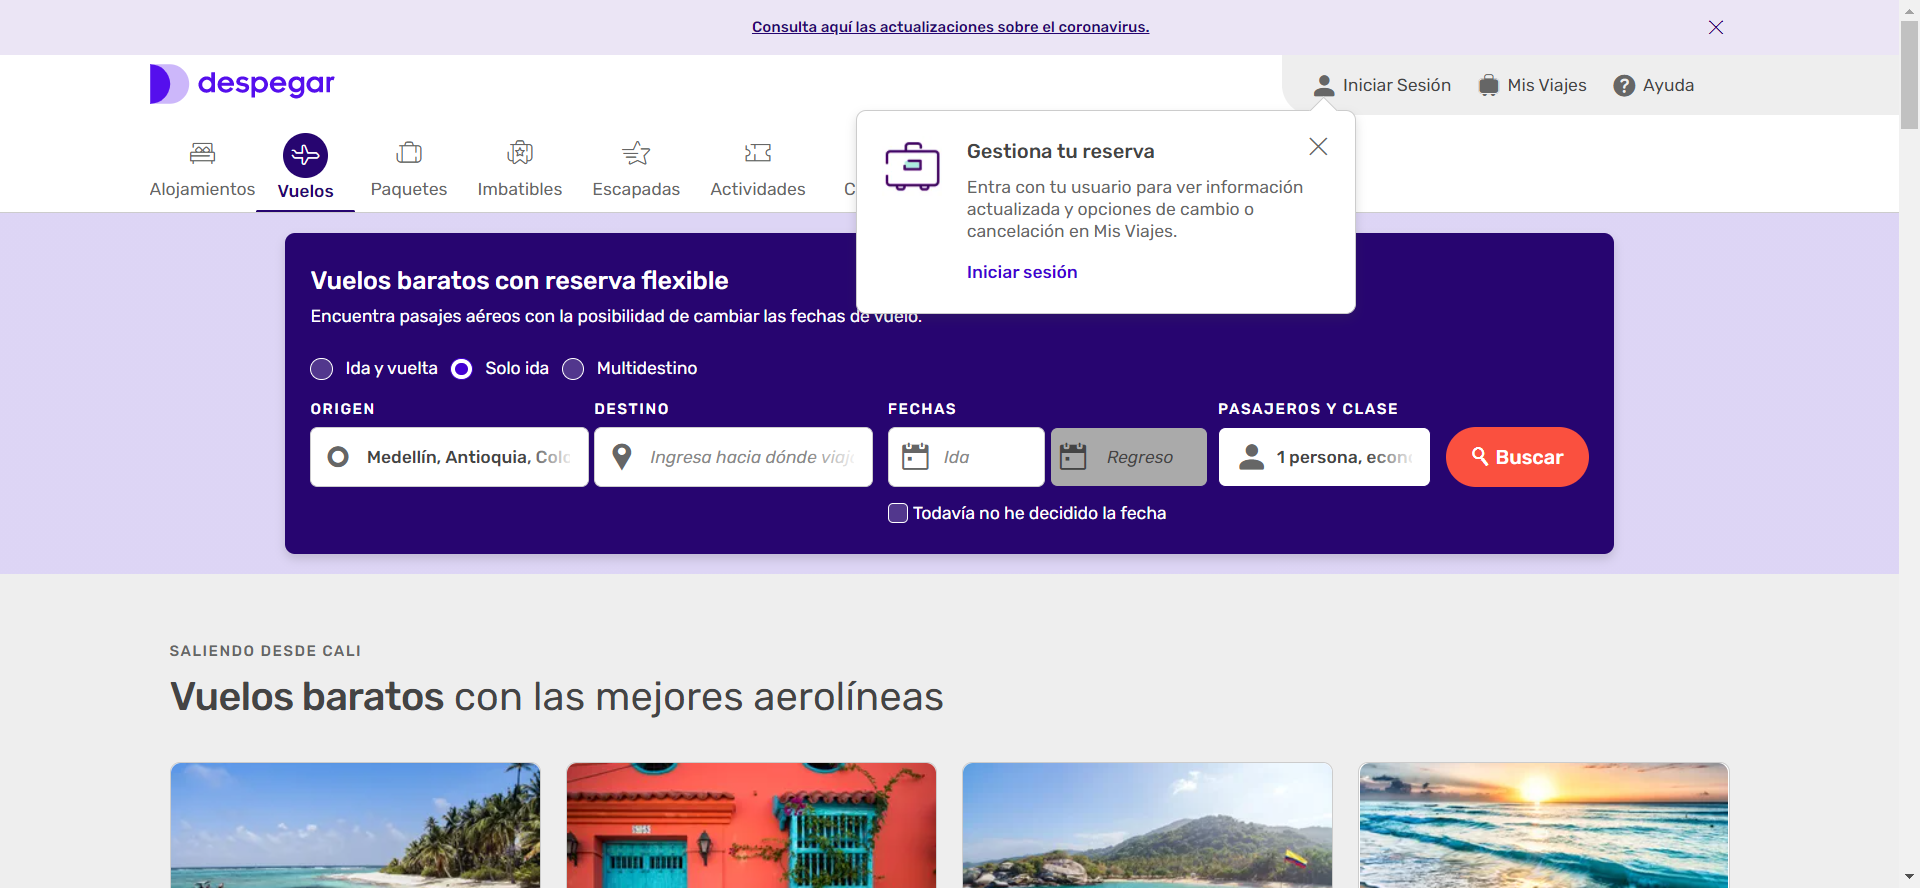 Consulta aquí las actualizaciones sobre el coronavirus.
despegar
Iniciar Sesión
Mis Viajes
Ayuda
Alojamientos
Vuelos
Paquetes
Imbatibles
Escapadas
Actividades
C
Gestiona tu reserva
Entra con tu usuario para ver información
actualizada y opciones de cambio o
cancelación en Mis Viajes.
Iniciar sesión
Vuelos baratos con reserva flexible
Encuentra pasajes aéreos con la posibilidad de cambiar las fechas de vuelo.
Ida y vuelta
Solo ida
Multidestino
ORIGEN
DESTINO
FECHAS
PASAJEROS Y CLASE
Medellín, Antioquia, Colo
Ingresa hacia dónde viaja
Ida
Regreso
1 persona, econ
Buscar
Todavía no he decidido la fecha
SALIENDO DESDE CALI
Vuelos baratos con las mejores aerolíneas